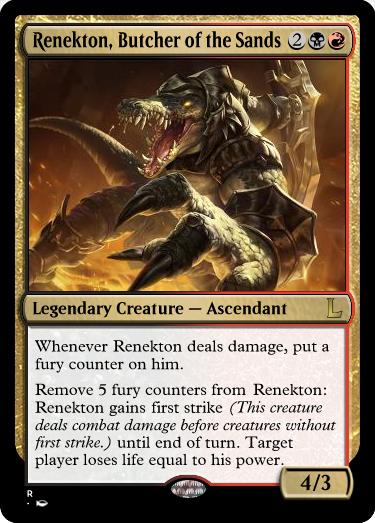 Renekton, Butcher of the Sands 2
Legendary Creature — Ascendant L
Whenever Renekton deals damage, put a
fury counter on him.
Remove 5 fury counters from Renekton:
Renekton gains first strike (This creature
deals combat damage before creatures without
first strike.) until end of turn. Target
player loses life equal to his power.
4/3
R